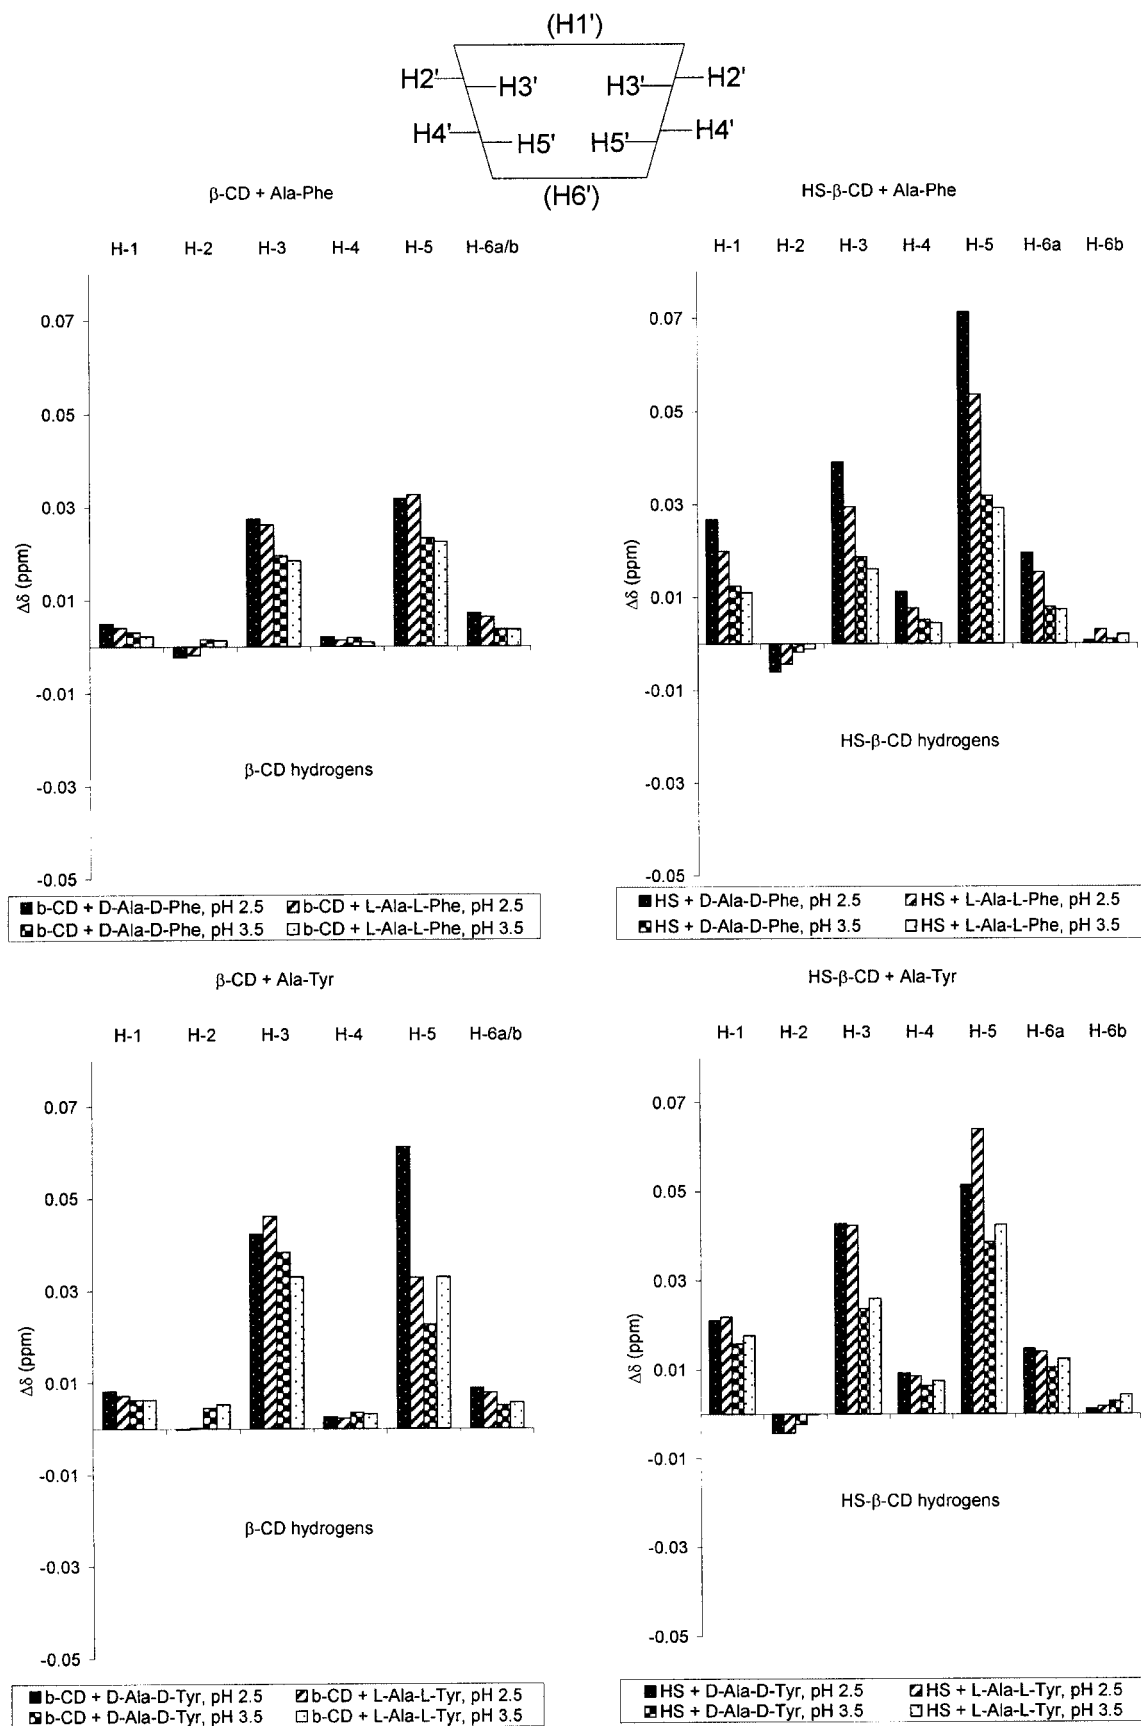 (H1')
H2' H3' H3' H2'
H4' H5' H5' H4'
(H6')
β-CD + Ala-Phe
H-1 H-2 H-3 H-4 H-5 H-6a/b
0.07
0.05
0.03
0.01
-0.01
-0.03
-0.05
Δδ (ppm)
β-CD hydrogens
b-CD + D-Ala-D-Phe, pH 2.5 b-CD + L-Ala-L-Phe, pH 2.5
b-CD + D-Ala-D-Phe, pH 3.5 b-CD + L-Ala-L-Phe, pH 3.5
HS-β-CD + Ala-Phe
H-1 H-2 H-3 H-4 H-5 H-6a H-6b
0.07
0.05
0.03
0.01
-0.01
-0.03
-0.05
Δδ (ppm)
HS-β-CD hydrogens
HS + D-Ala-D-Phe, pH 2.5 HS + L-Ala-L-Phe, pH 2.5
HS + D-Ala-D-Phe, pH 3.5 HS + L-Ala-L-Phe, pH 3.5
β-CD + Ala-Tyr
H-1 H-2 H-3 H-4 H-5 H-6a/b
0.07
0.05
0.03
0.01
-0.01
-0.03
-0.05
Δδ (ppm)
β-CD hydrogens
b-CD + D-Ala-D-Tyr, pH 2.5 b-CD + L-Ala-L-Tyr, pH 2.5
b-CD + D-Ala-D-Tyr, pH 3.5 b-CD + L-Ala-L-Tyr, pH 3.5
HS-β-CD + Ala-Tyr
H-1 H-2 H-3 H-4 H-5 H-6a H-6b
0.07
0.05
0.03
0.01
-0.01
-0.03
-0.05
Δδ (ppm)
HS-β-CD hydrogens
HS + D-Ala-D-Tyr, pH 2.5 HS + L-Ala-L-Tyr, pH 2.5
HS + D-Ala-D-Tyr, pH 3.5 HS + L-Ala-L-Tyr, pH 3.5